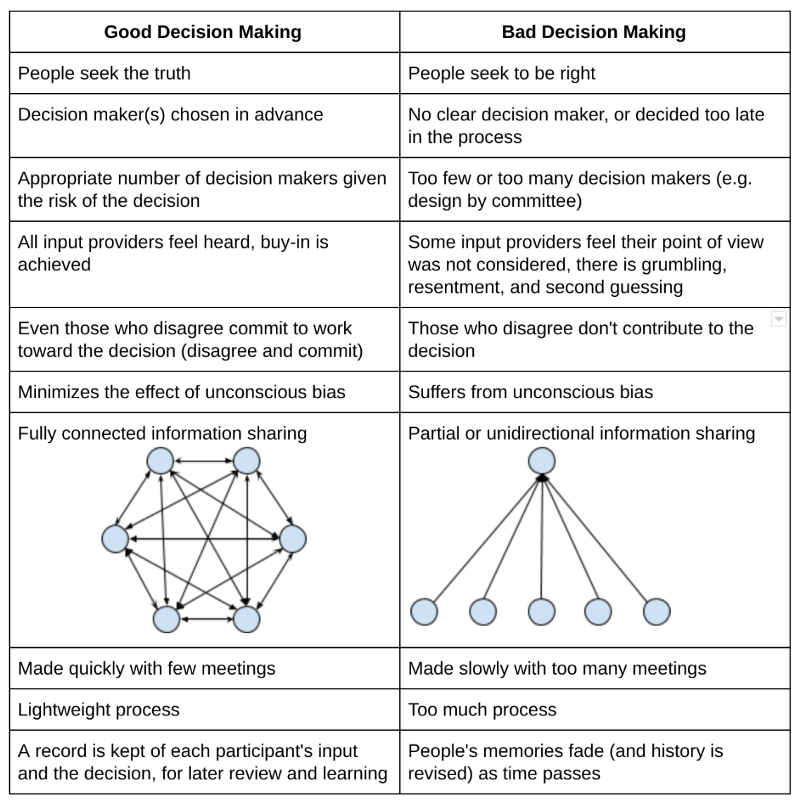 Good Decision Making
Bad Decision Making
People seek the truth
People seek to be right
Decision maker(s) chosen in advance
No clear decision maker, or decided too late
in the process
Appropriate number of decision makers given
the risk of the decision
Too few or too many decision makers (e.g.
design by committee)
All input providers feel heard, buy-in is
achieved
Some input providers feel their point of view
was not considered, there is grumbling,
resentment, and second guessing
Even those who disagree commit to work
toward the decision (disagree and commit)
Those who disagree don't contribute to the
decision
Minimizes the effect of unconscious bias
Suffers from unconscious bias
Fully connected information sharing
Partial or unidirectional information sharing
Made quickly with few meetings
Made slowly with too many meetings
Lightweight process
Too much process
A record is kept of each participant's input
and the decision, for later review and learning
People's memories fade (and history is
revised) as time passes